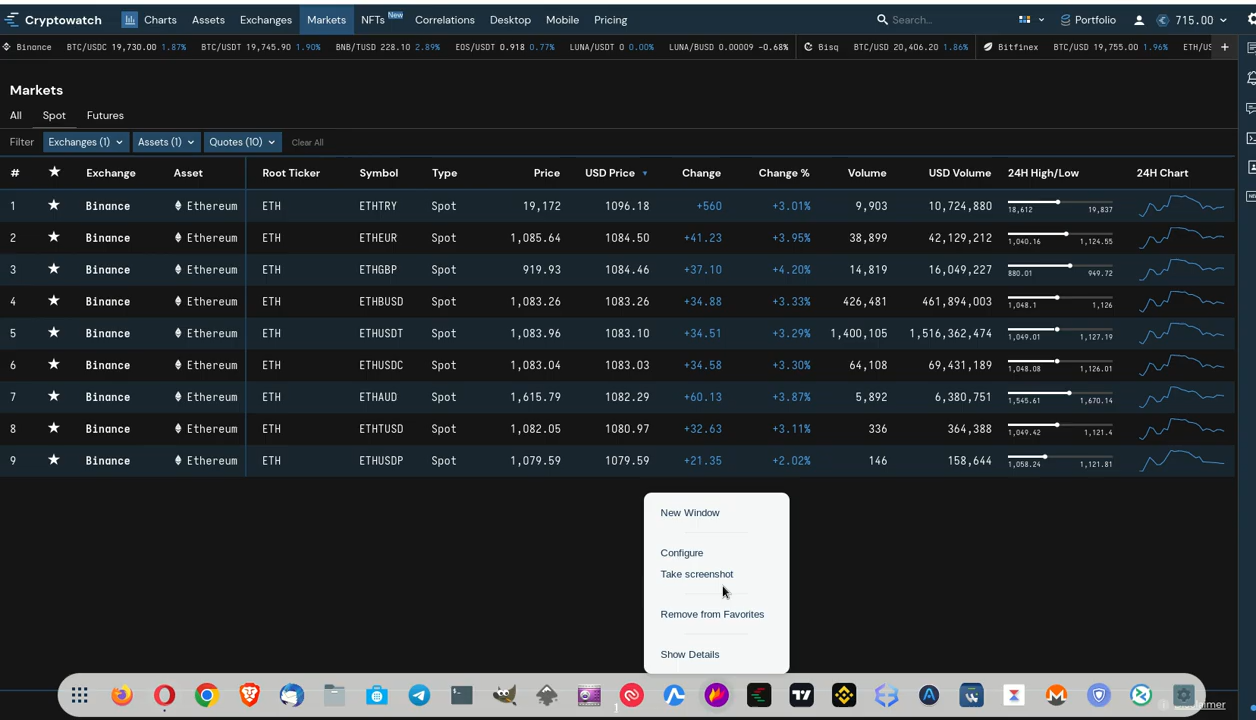 Cryptowatch Charts Assets Exchanges Markets NFTs New Correlations Desktop Mobile Pricing Search... Portfolio 715.00
Binance BTC/USDC 19,730.00 1.87% BTC/USDT 19,745.90 1.90% BNB/TUSD 228.10 2.89% EOS/USDT 0.918 0.77% LUNA/USDT 0 0.00% LUNA/BUSD 0.00009 -0.68% Bisq BTC/USD 20,406.20 1.86% Bitfinex BTC/USD 19,755.00 1.96% ETH/US +
Markets
All Spot Futures
Filter Exchanges (1) Assets (1) Quotes (10) Clear All
# ★ Exchange Asset Root Ticker Symbol Type Price USD Price ▼ Change Change % Volume USD Volume 24H High/Low 24H Chart
1 ★ Binance Ethereum ETH ETHTRY Spot 19,172 1096.18 +560 +3.01% 9,903 10,724,880 18,612 19,837
2 ★ Binance Ethereum ETH ETHEUR Spot 1,085.64 1084.50 +41.23 +3.95% 38,899 42,129,212 1,040.16 1,124.55
3 ★ Binance Ethereum ETH ETHGBP Spot 919.93 1084.46 +37.10 +4.20% 14,819 16,049,227 880.01 949.72
4 ★ Binance Ethereum ETH ETHBUSD Spot 1,083.26 1083.26 +34.88 +3.33% 426,481 461,894,003 1,048.1 1,126
5 ★ Binance Ethereum ETH ETHUSDT Spot 1,083.96 1083.10 +34.51 +3.29% 1,400,105 1,516,362,474 1,049.01 1,127.19
6 ★ Binance Ethereum ETH ETHUSDC Spot 1,083.04 1083.03 +34.58 +3.30% 64,108 69,431,189 1,048.08 1,126.01
7 ★ Binance Ethereum ETH ETHAUD Spot 1,615.79 1082.29 +60.13 +3.87% 5,892 6,380,751 1,545.61 1,670.14
8 ★ Binance Ethereum ETH ETHTUSD Spot 1,082.05 1080.97 +32.63 +3.11% 336 364,388 1,049.42 1,121.4
9 ★ Binance Ethereum ETH ETHUSDP Spot 1,079.59 1079.59 +21.35 +2.02% 146 158,644 1,058.24 1,121.81
New Window
Configure
Take screenshot
Remove from Favorites
Show Details